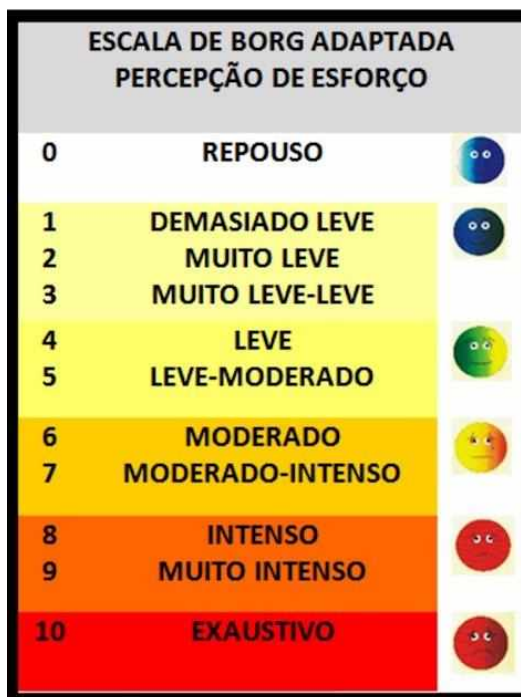 ESCALA DE BORG ADAPTADA
PERCEPÇÃO DE ESFORÇO
0 REPOUSO
1 DEMASIADO LEVE
2 MUITO LEVE
3 MUITO LEVE-LEVE
4 LEVE
5 LEVE-MODERADO
6 MODERADO
7 MODERADO-INTENSO
8 INTENSO
9 MUITO INTENSO
10 EXAUSTIVO